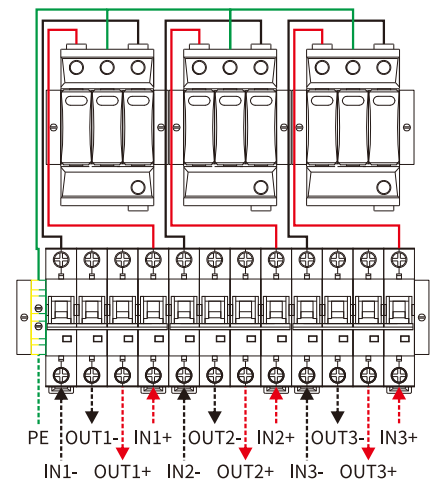 PE OUT1- IN1+ OUT2- IN2+ OUT3- IN3+
IN1- OUT1+ IN2- OUT2+ IN3- OUT3+